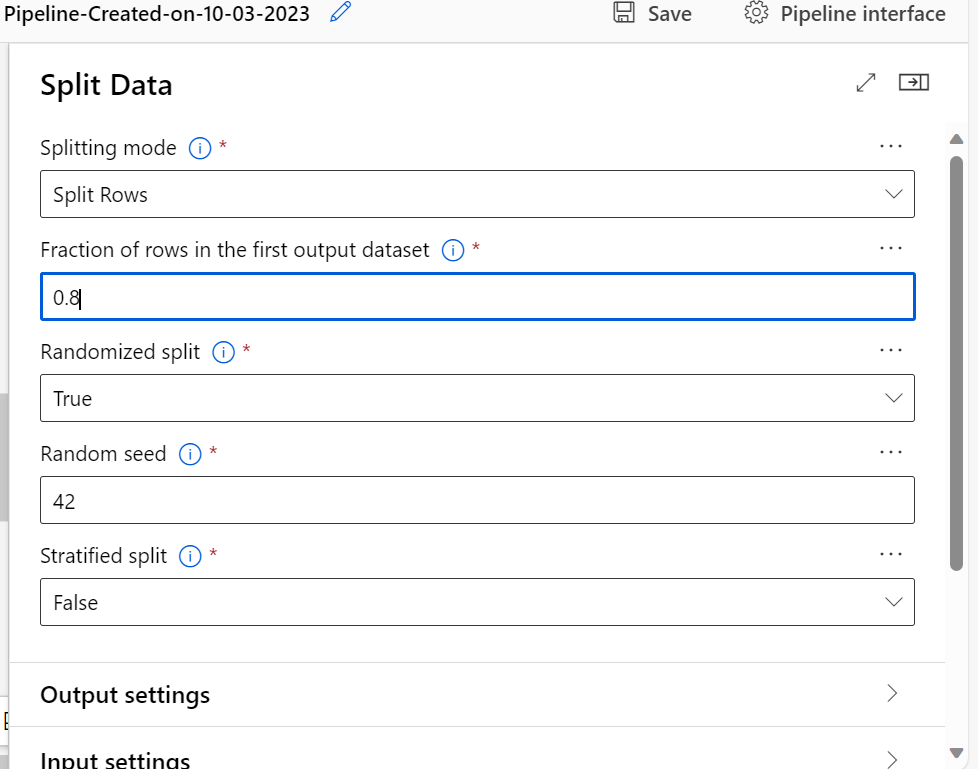 Pipeline-Created-on-10-03-2023 Save Pipeline interface
Split Data
Splitting mode i *
Split Rows
Fraction of rows in the first output dataset i *
0.8
Randomized split i *
True
Random seed i *
42
Stratified split i *
False
Output settings
Input settings